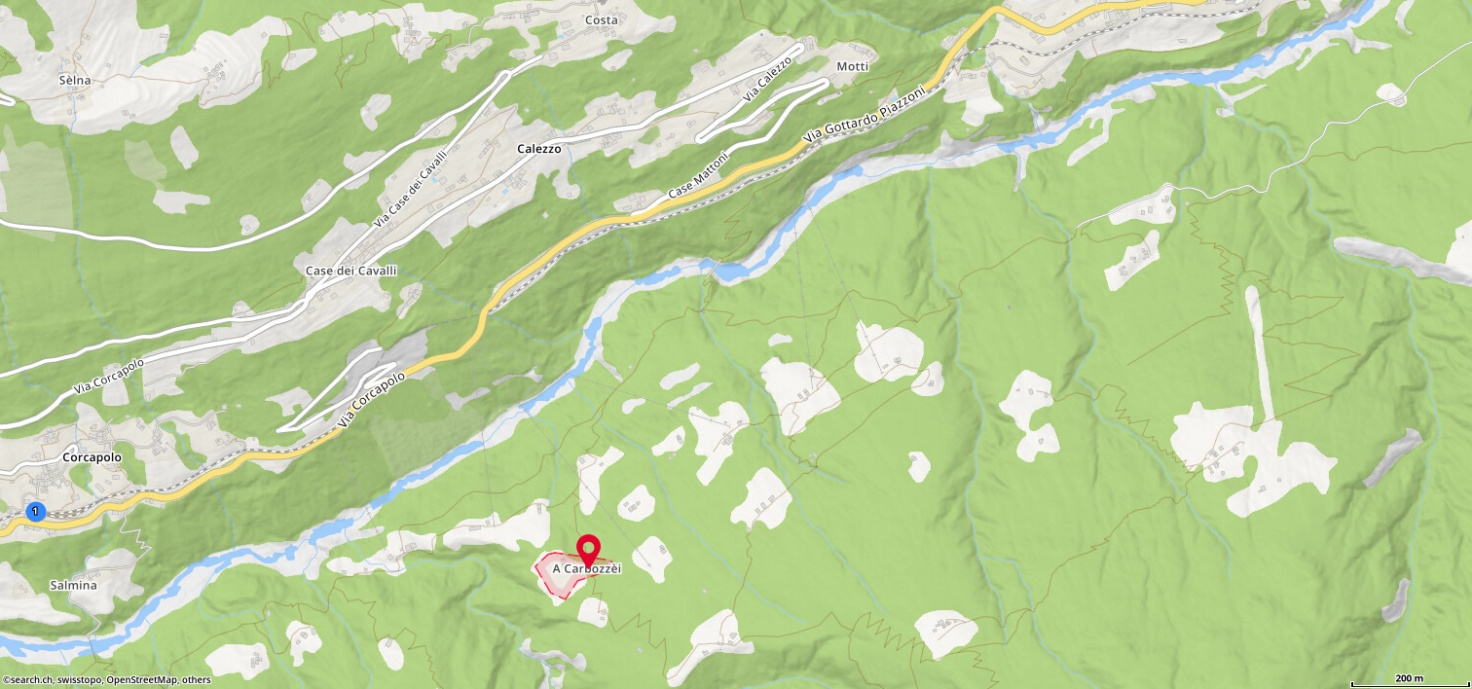 Costa
Sèlna
Motti
Via Calezzo
Via Gottardo Piazzoni
Calezzo
Via Case dei Cavalli
Case Mattoni
Case dei Cavalli
Via Corcapolo
Via Corcapolo
Corcapolo
1
A Carbozzèi
Salmina
©search.ch, swisstopo, OpenStreetMap, others
200 m